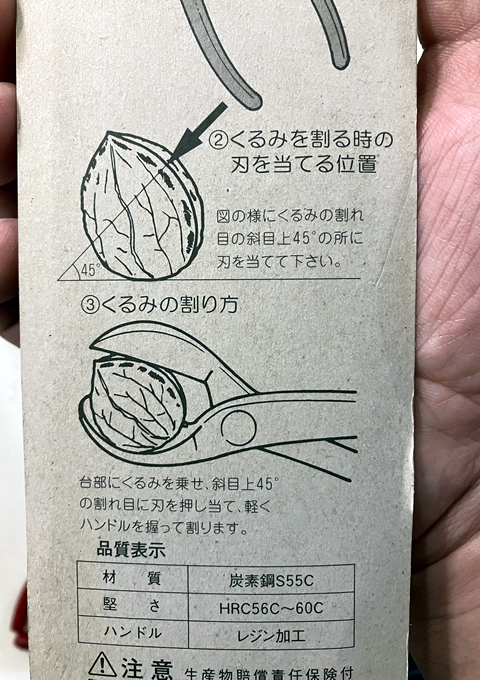 ②くるみを割る時の
刃を当てる位置
図の様にくるみの割れ
目の斜目上45°の所に
刃を当てて下さい。
45°
③くるみの割り方
台部にくるみを乗せ、斜目上45°
の割れ目に刃を押し当て、軽く
ハンドルを握って割ります。
品質表示
材 質 炭素鋼S55C
堅 さ HRC56C～60C
ハンドル レジン加工
注意 生産物賠償責任保険付